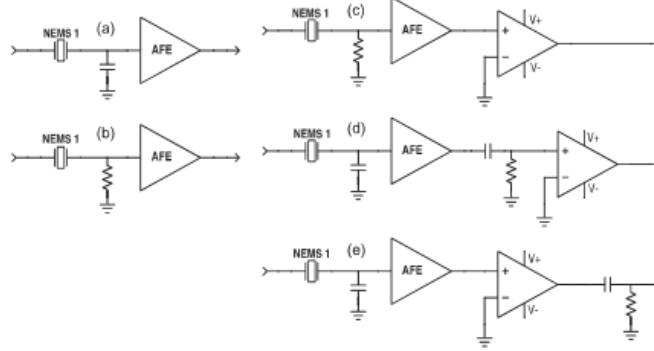 NEMS 1 (a)
AFE
NEMS 1 (b)
AFE
NEMS 1 (c)
AFE
+
−
V+
V-
NEMS 1 (d)
AFE
+
−
V+
V-
NEMS 1 (e)
AFE
+
−
V+
V-